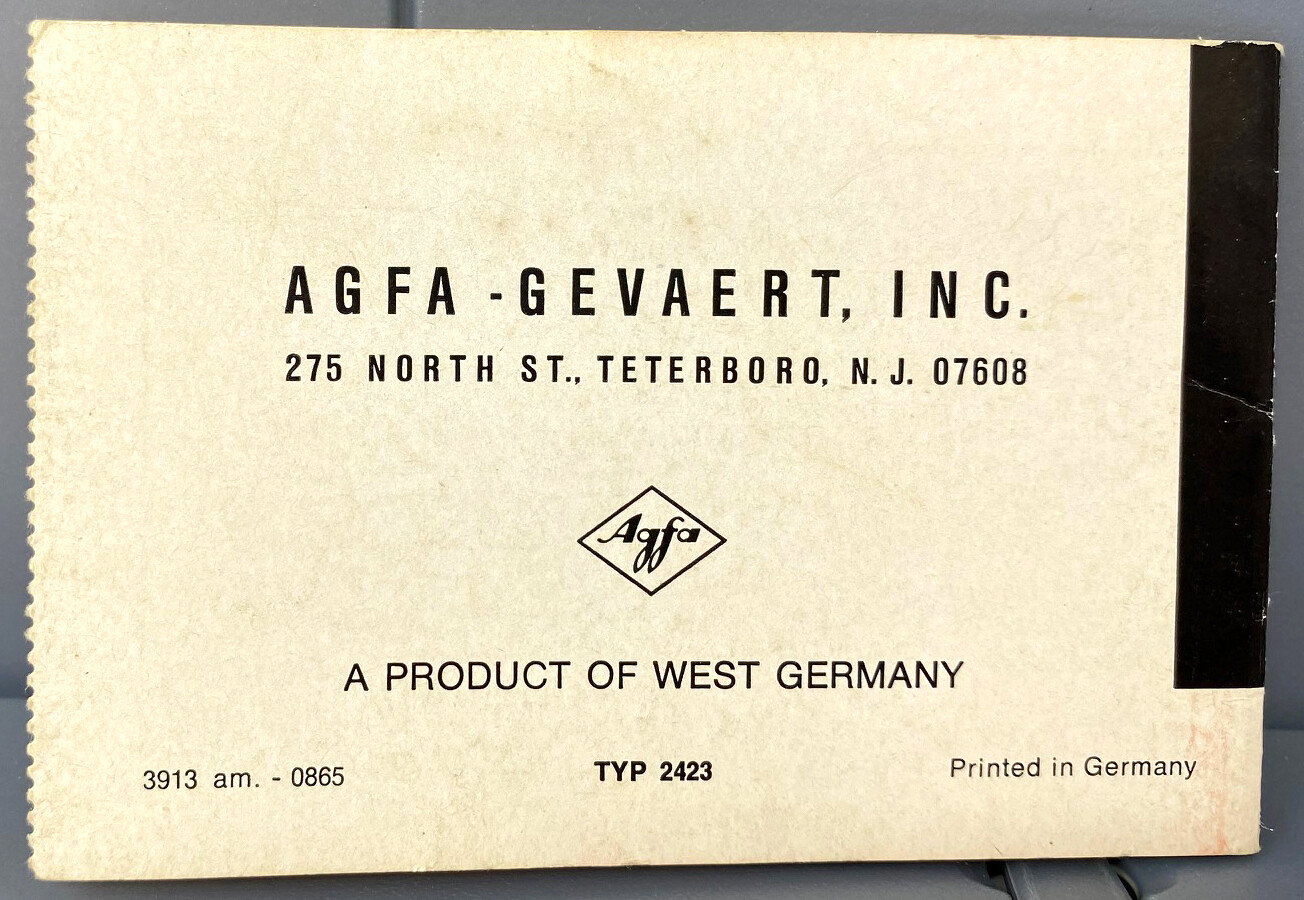 AGFA-GEVAERT, INC.
275 NORTH ST., TETERBORO, N. J. 07608
Agfa
A PRODUCT OF WEST GERMANY
3913 am. - 0865
TYP 2423
Printed in Germany